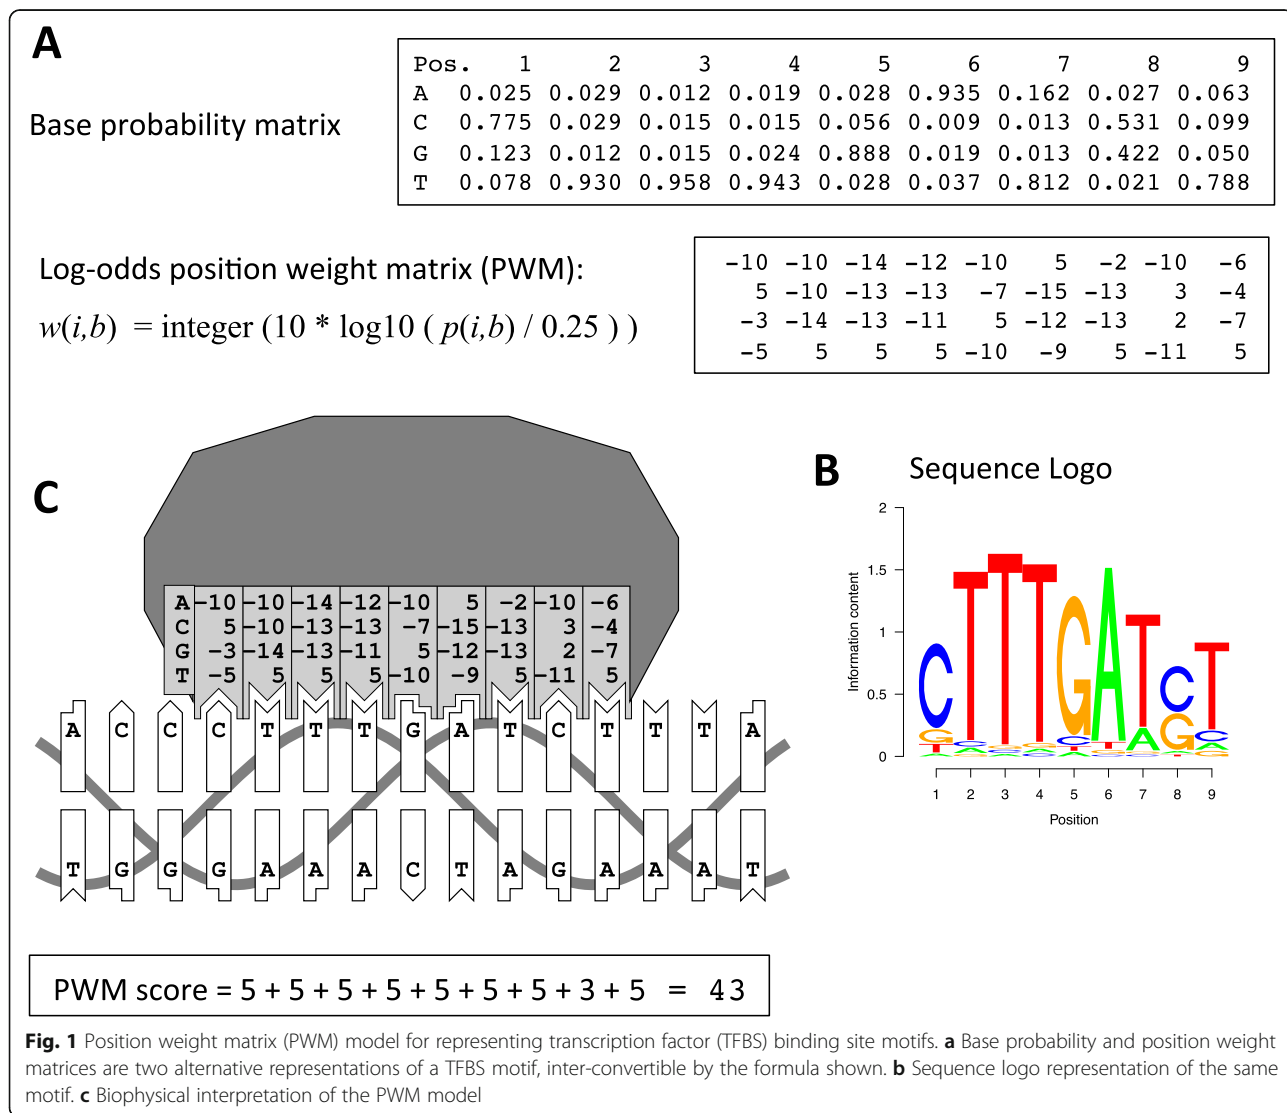 A
Pos. 1 2 3 4 5 6 7 8 9
A 0.025 0.029 0.012 0.019 0.028 0.935 0.162 0.027 0.063
C 0.775 0.029 0.015 0.015 0.056 0.009 0.013 0.531 0.099
G 0.123 0.012 0.015 0.024 0.888 0.019 0.013 0.422 0.050
T 0.078 0.930 0.958 0.943 0.028 0.037 0.812 0.021 0.788
Base probability matrix
Log-odds position weight matrix (PWM):
w(i,b) = integer (10 * log10 ( p(i,b) / 0.25 ) )
−10 −10 −14 −12 −10 5 −2 −10 −6
5 −10 −13 −13 −7 −15 −13 3 −4
−3 −14 −13 −11 5 −12 −13 2 −7
−5 5 5 5 −10 −9 5 −11 5
C
A −10 −10 −14 −12 −10 5 −2 −10 −6
C 5 −10 −13 −13 −7 −15 −13 3 −4
G −3 −14 −13 −11 5 −12 −13 2 −7
T −5 5 5 5 −10 −9 5 −11 5
A C C C T T T G A T C T T T A
T G G G A A A C T A G A A A T
B Sequence Logo
2
1.5
1
0.5
0
Information content
C T T T G A T C T
G C G G C T A G C
T A C A T G C A A
A G A C A C G T G
1 2 3 4 5 6 7 8 9
Position
PWM score = 5 + 5 + 5 + 5 + 5 + 5 + 5 + 3 + 5 = 43
Fig. 1 Position weight matrix (PWM) model for representing transcription factor (TFBS) binding site motifs. a Base probability and position weight
matrices are two alternative representations of a TFBS motif, inter-convertible by the formula shown. b Sequence logo representation of the same
motif. c Biophysical interpretation of the PWM model